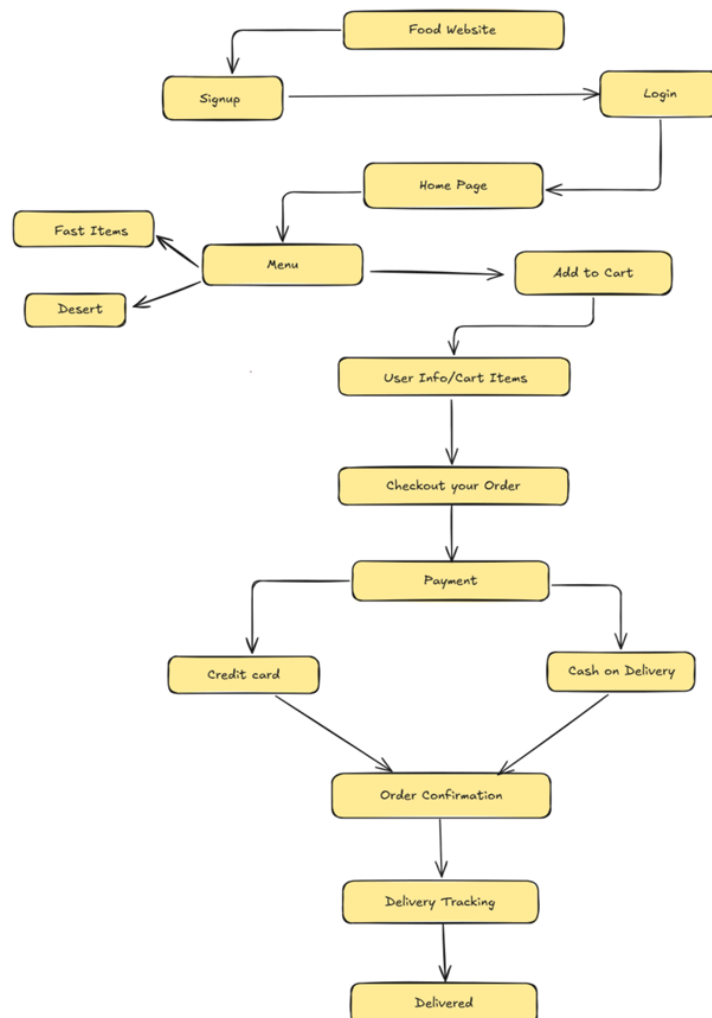 Food Website
Signup
Login
Home Page
Fast Items
Menu
Add to Cart
Desert
User Info/Cart Items
Checkout your Order
Payment
Credit card
Cash on Delivery
Order Confirmation
Delivery Tracking
Delivered